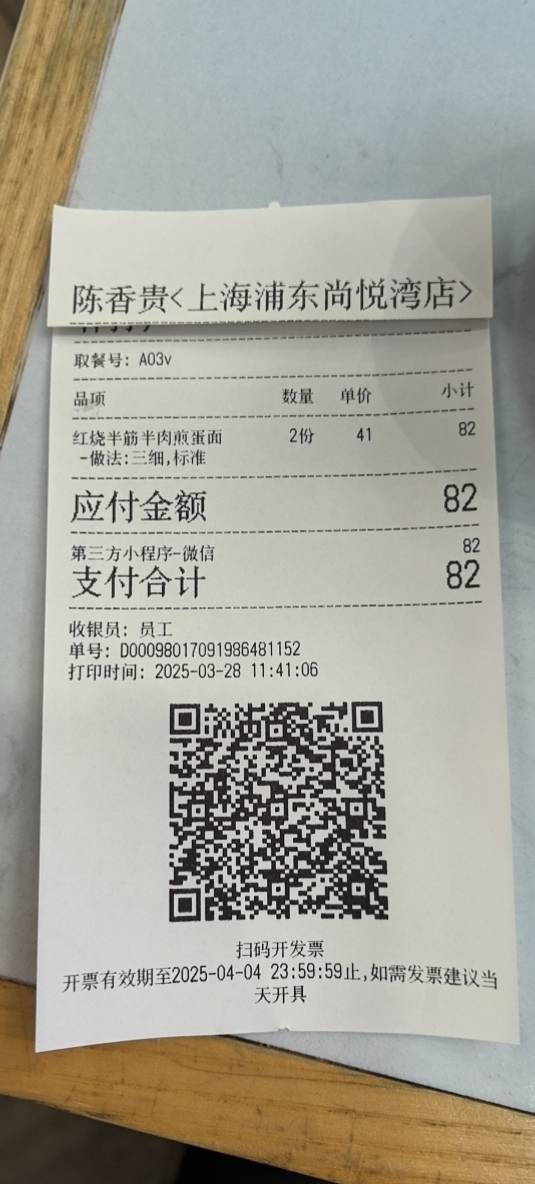 陈香贵<上海浦东尚悦湾店>
取餐号: A03v
品项 数量 单价 小计
红烧半筋半肉煎蛋面 2份 41 82
-做法:三细,标准
应付金额 82
第三方小程序-微信 82
支付合计 82
收银员: 员工
单号: D00098017091986481152
打印时间: 2025-03-28 11:41:06
扫码开发票
开票有效期至2025-04-04 23:59:59止,如需发票建议当
天开具